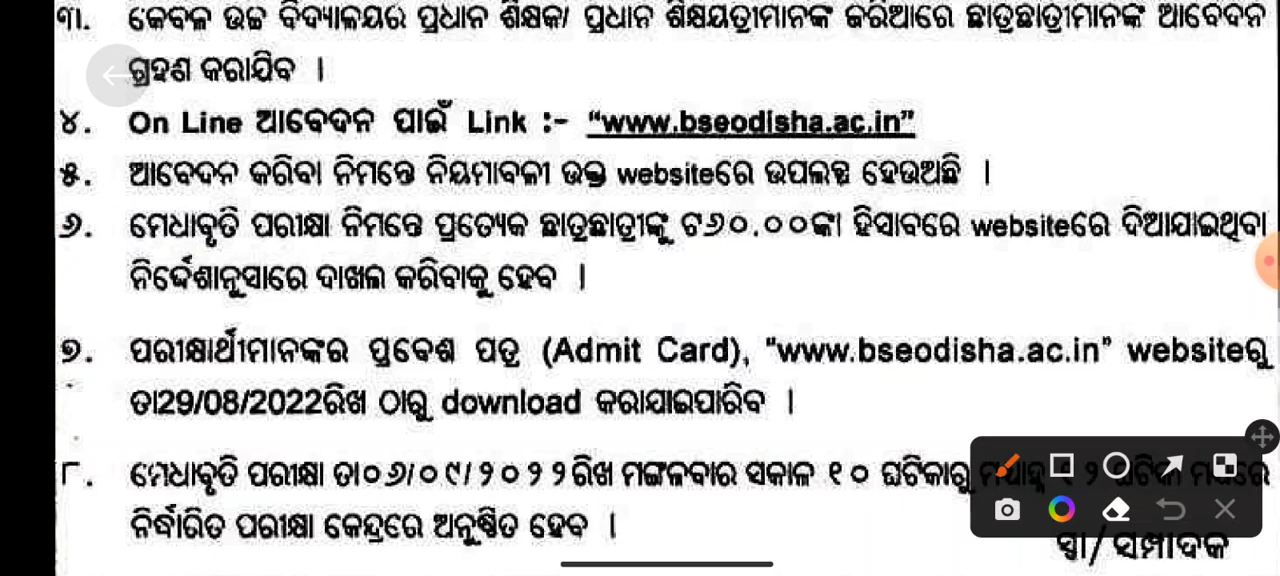 ୩. କେବଳ ଉଚ୍ଚ ବିଦ୍ୟାଳୟର ପ୍ରଧାନ ଶିକ୍ଷକ/ ପ୍ରଧାନ ଶିକ୍ଷୟତ୍ରୀମାନଙ୍କ ଜରିଆରେ ଛାତ୍ରଛାତ୍ରୀମାନଙ୍କ ଆବେଦନ
ଗ୍ରହଣ କରାଯିବ ।
୪. On Line ଆବେଦନ ପାଇଁ Link :- “www.bseodisha.ac.in”
୫. ଆବେଦନ କରିବା ନିମନ୍ତେ ନିୟମାବଳୀ ଉକ୍ତ websiteରେ ଉପଲବ୍ଧ ହେଉଅଛି ।
୬. ମେଧାବୃତି ପରୀକ୍ଷା ନିମନ୍ତେ ପ୍ରତ୍ୟେକ ଛାତ୍ରଛାତ୍ରୀଙ୍କୁ ଟ୬୦.୦୦ଙ୍କା ହିସାବରେ websiteରେ ଦିଆଯାଇଥିବା
ନିର୍ଦ୍ଦେଶାନୁସାରେ ଦାଖଲ କରିବାକୁ ହେବ ।
୭. ପରୀକ୍ଷାର୍ଥୀମାନଙ୍କର ପ୍ରବେଶ ପତ୍ର (Admit Card), “www.bseodisha.ac.in” websiteରୁ
ତା29/08/2022ରିଖ ଠାରୁ download କରାଯାଇପାରିବ ।
୮. ମେଧାବୃତି ପରୀକ୍ଷା ତା୦୬/୦୯/୨୦୨୨ରିଖ ମଙ୍ଗଳବାର ସକାଳ ୧୦ ଘଟିକାରୁ
ନିର୍ଦ୍ଧାରିତ ପରୀକ୍ଷା କେନ୍ଦ୍ରରେ ଅନୁଷ୍ଠିତ ହେବ ।
ସ୍ୱା/ସମ୍ପାଦକ